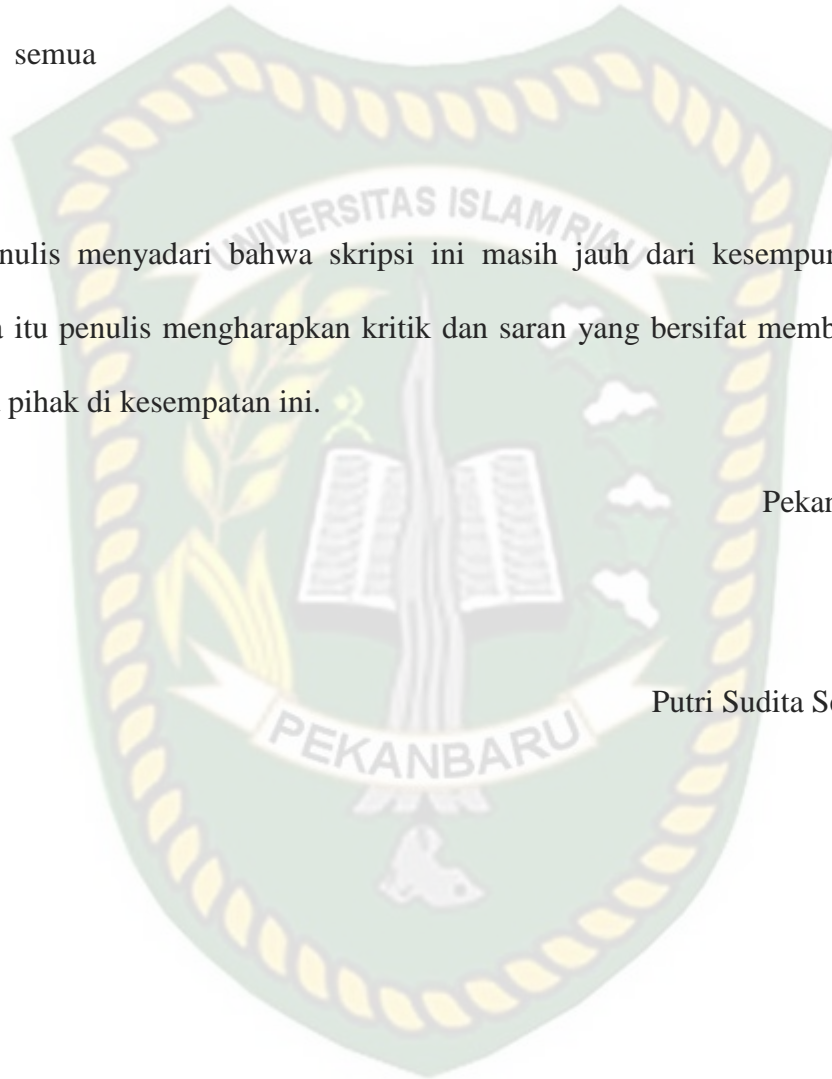 semua
UNIVERSITAS ISLAM RIAU
nulis menyadari bahwa skripsi ini masih jauh dari kesempur
itu penulis mengharapkan kritik dan saran yang bersifat memb
pihak di kesempatan ini.
Pekan
Putri Sudita S
PEKANBARU